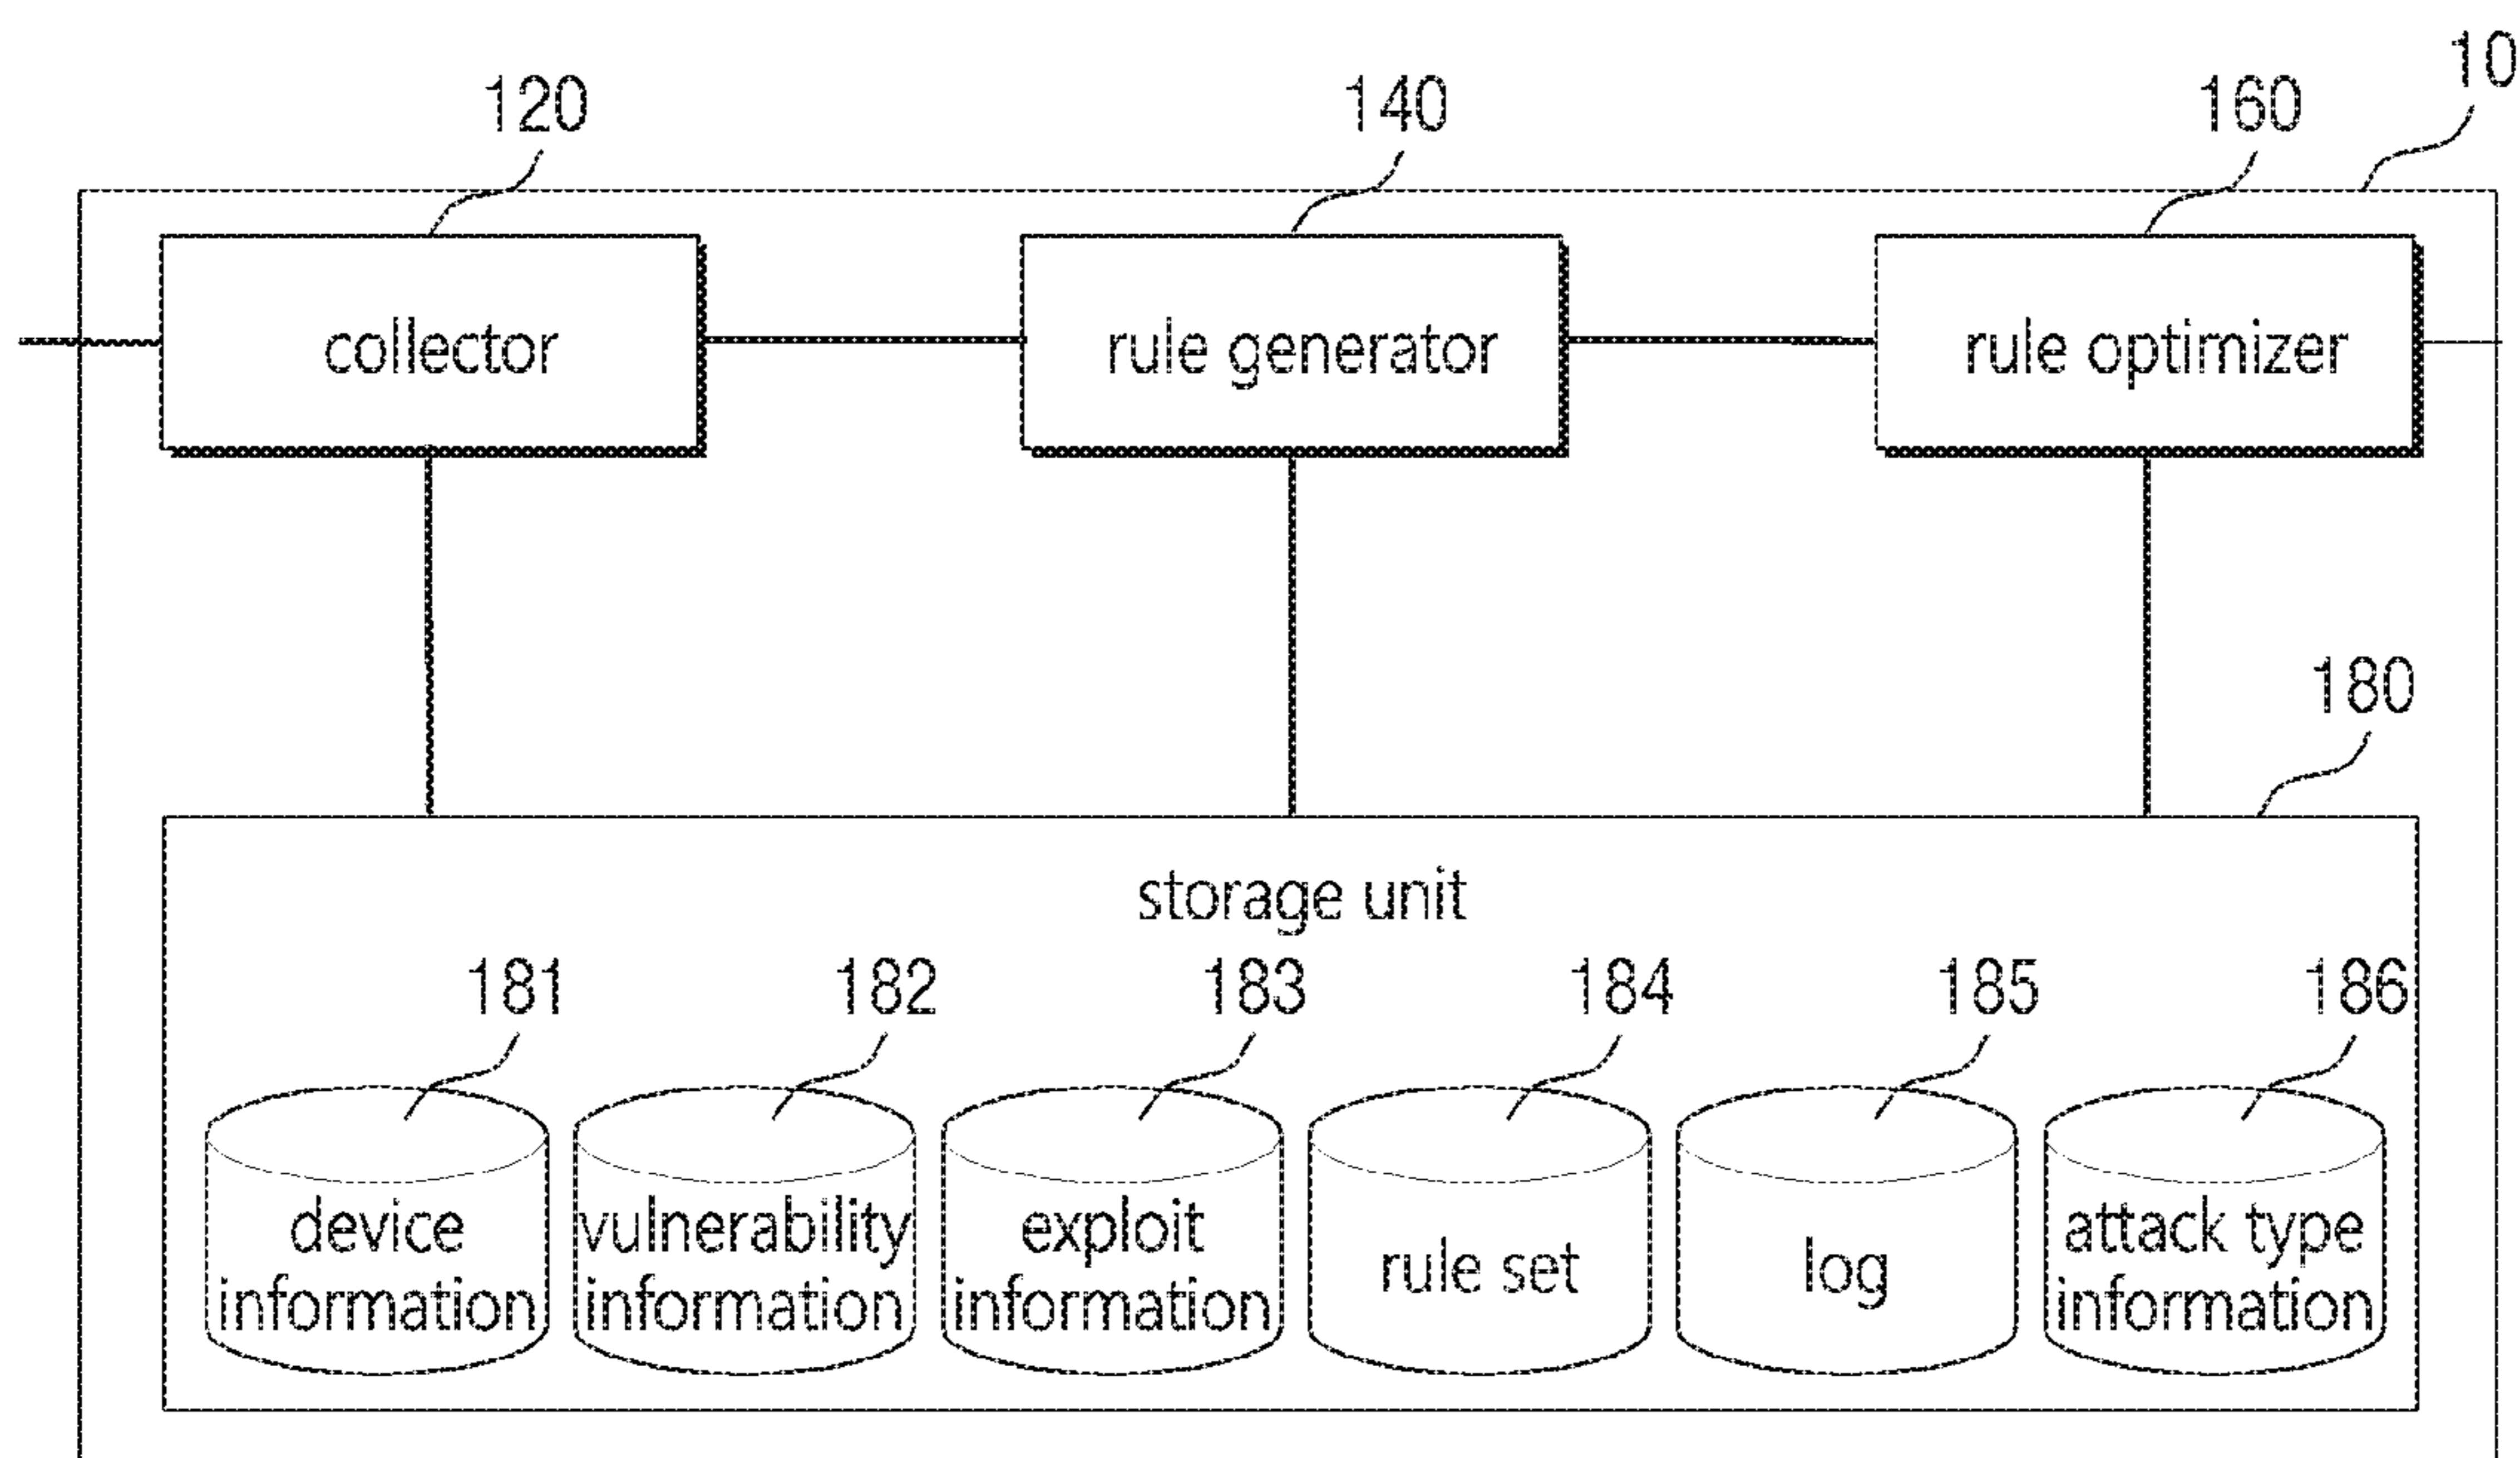 10
120 140 160
collector rule generator rule optimizer
180
storage unit
181 182 183 184 185 186
device information
vulnerability information
exploit information
rule set
log
attack type information